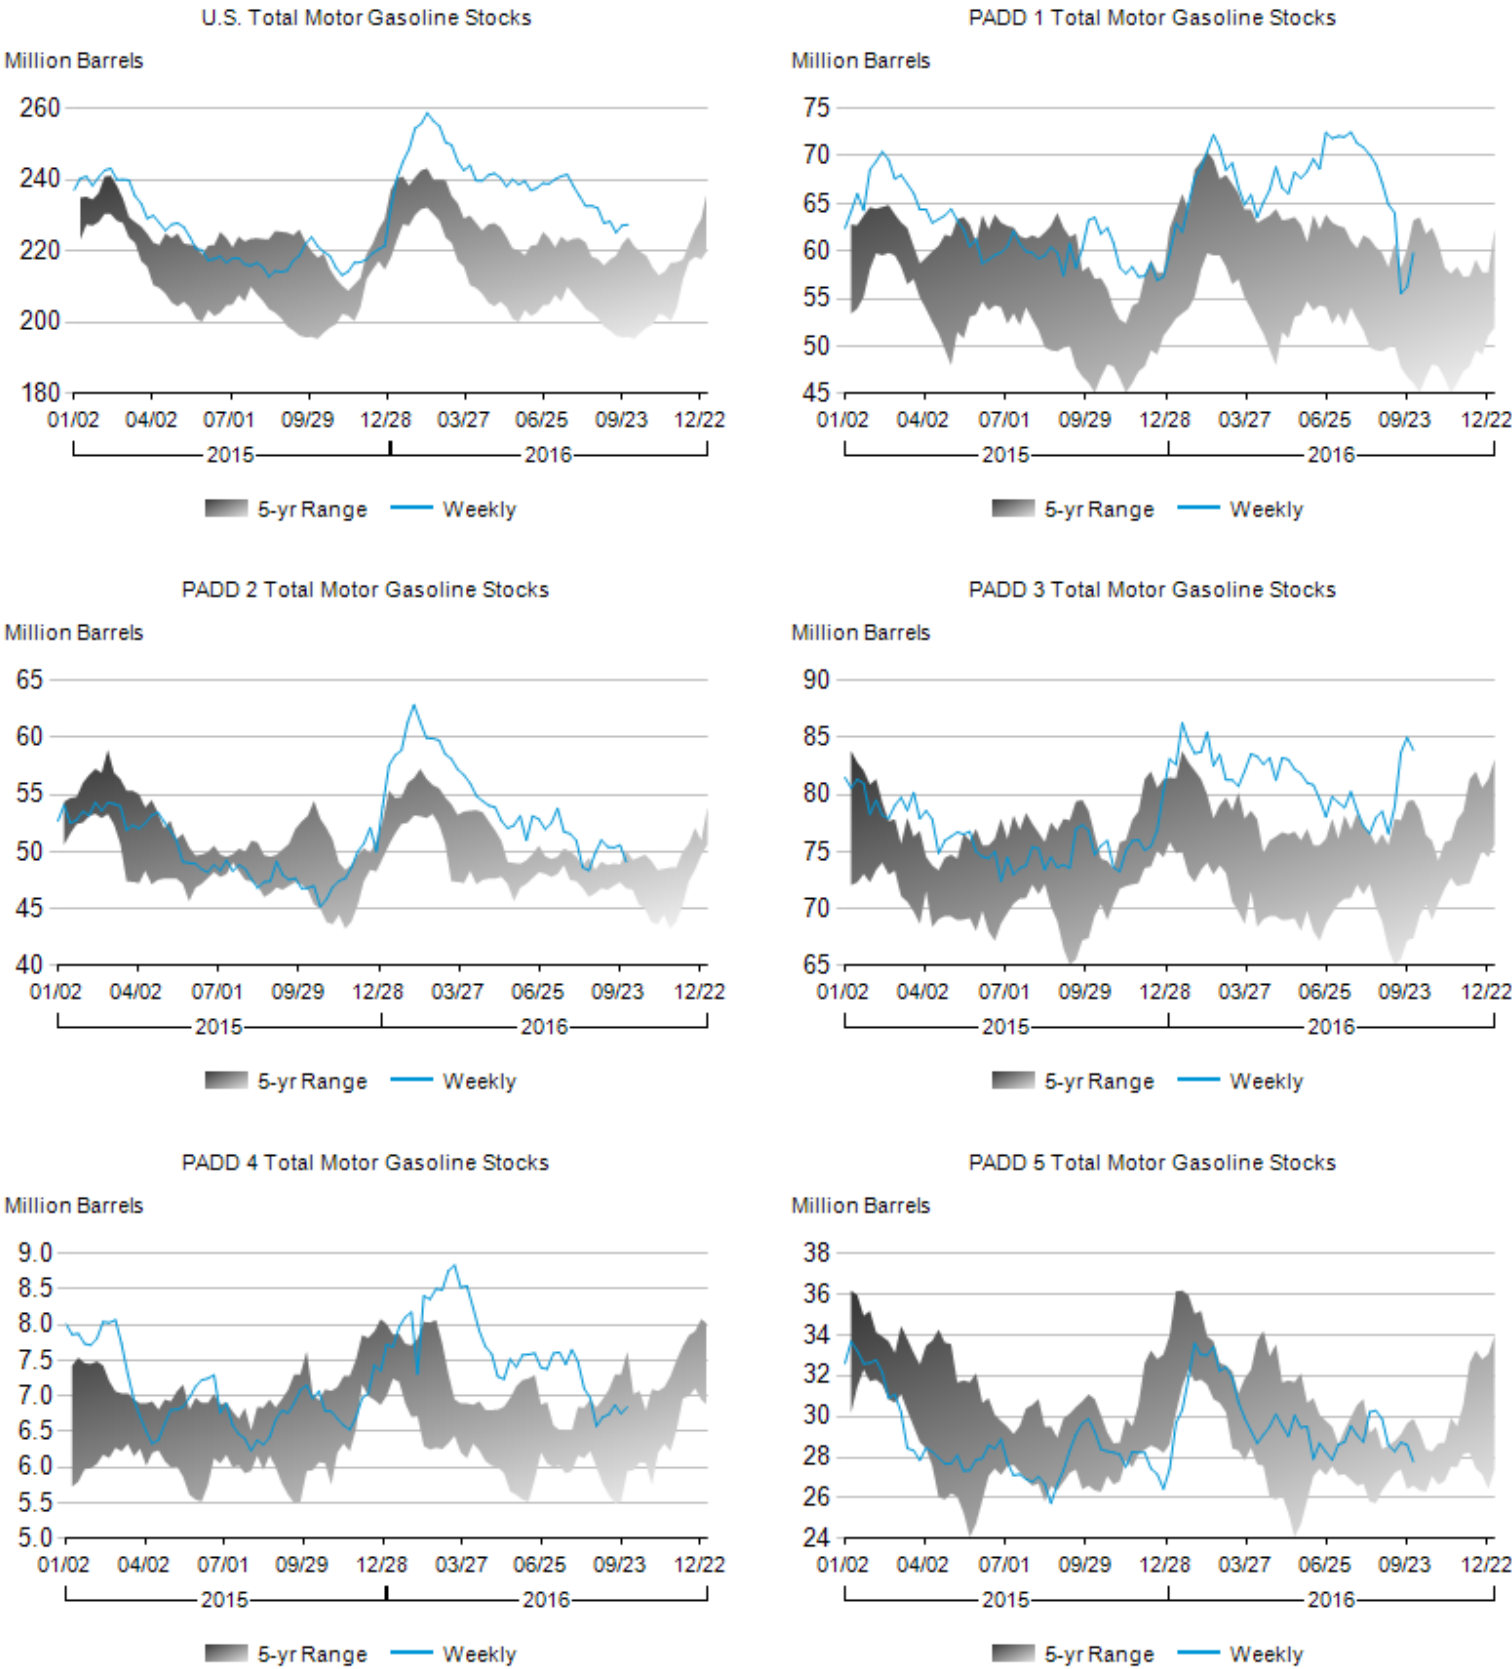 U.S. Total Motor Gasoline Stocks
Million Barrels
260
240
220
200
180
01/02 04/02 07/01 09/29 12/28 03/27 06/25 09/23 12/22
2015 2016
5-yr Range Weekly
PADD 1 Total Motor Gasoline Stocks
Million Barrels
75
70
65
60
55
50
45
01/02 04/02 07/01 09/29 12/28 03/27 06/25 09/23 12/22
2015 2016
5-yr Range Weekly
PADD 2 Total Motor Gasoline Stocks
Million Barrels
65
60
55
50
45
40
01/02 04/02 07/01 09/29 12/28 03/27 06/25 09/23 12/22
2015 2016
5-yr Range Weekly
PADD 3 Total Motor Gasoline Stocks
Million Barrels
90
85
80
75
70
65
01/02 04/02 07/01 09/29 12/28 03/27 06/25 09/23 12/22
2015 2016
5-yr Range Weekly
PADD 4 Total Motor Gasoline Stocks
Million Barrels
9.0
8.5
8.0
7.5
7.0
6.5
6.0
5.5
5.0
01/02 04/02 07/01 09/29 12/28 03/27 06/25 09/23 12/22
2015 2016
5-yr Range Weekly
PADD 5 Total Motor Gasoline Stocks
Million Barrels
38
36
34
32
30
28
26
24
01/02 04/02 07/01 09/29 12/28 03/27 06/25 09/23 12/22
2015 2016
5-yr Range Weekly